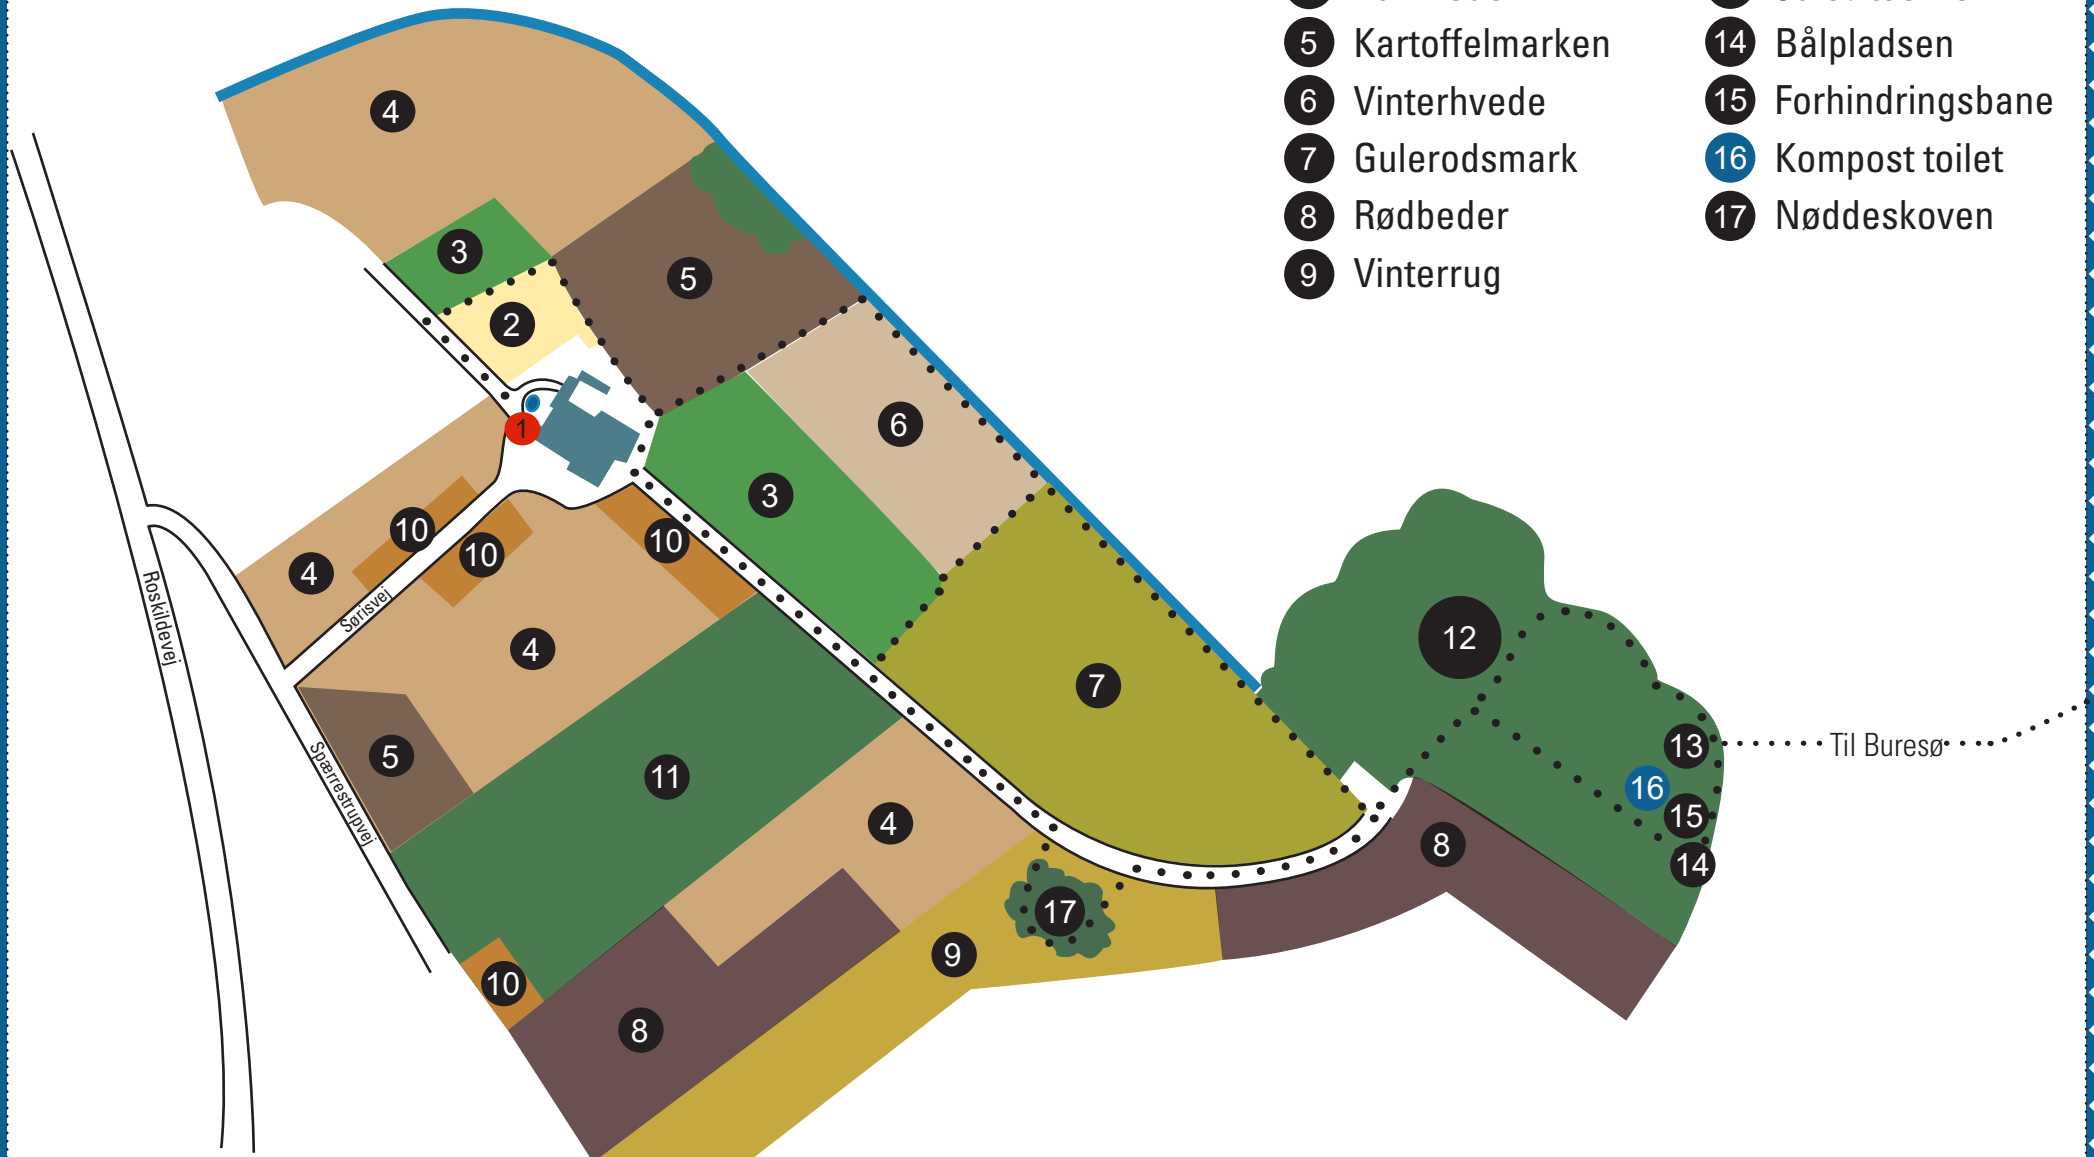 5 Kartoffelmarken
6 Vinterhvede
7 Gulerodsmark
8 Rødbeder
9 Vinterrug
14 Bålpladsen
15 Forhindringsbane
16 Kompost toilet
17 Nøddeskoven
4
3
5
2
1
6
3
10
10
10
4
4
12
7
5
11
13
16
15
14
4
8
17
9
10
8
Roskildevej
Sørisvej
Spærrestrupvej
Til Buresø